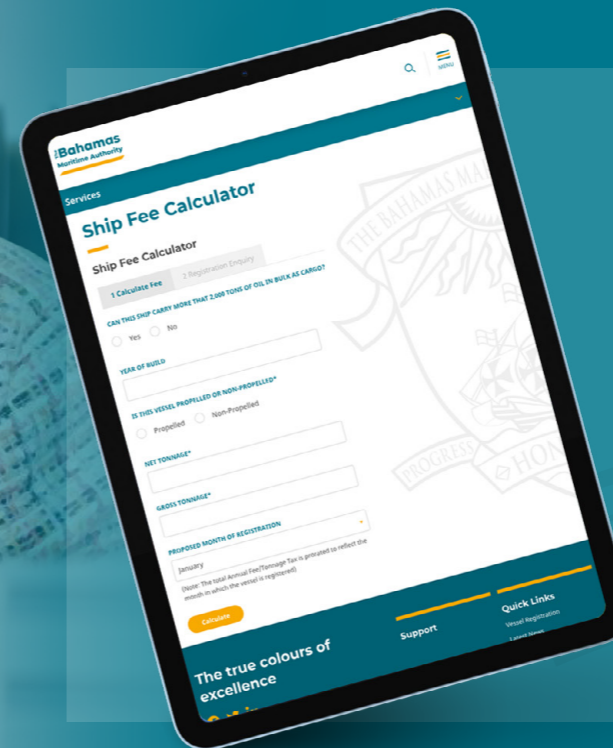 MENU
The Bahamas
Maritime Authority
Services
Ship Fee Calculator
Ship Fee Calculator
1 Calculate Fee
2 Registration Enquiry
CAN THIS SHIP CARRY MORE THAT 2,000 TONS OF OIL IN BULK AS CARGO?
Yes
No
YEAR OF BUILD
IS THIS VESSEL PROPELLED OR NON-PROPELLED*
Propelled
Non-Propelled
NET TONNAGE*
GROSS TONNAGE*
PROPOSED MONTH OF REGISTRATION
January
(Note: The total Annual Fee/Tonnage Tax is prorated to reflect the
month in which the vessel is registered)
Calculate
THE BAHAMAS MA
PROGRESS
HON
The true colours of
excellence
Support
Quick Links
Vessel Registration
Latest News